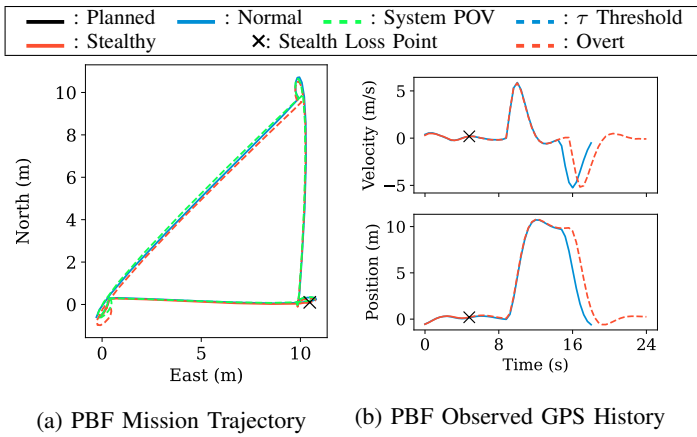 : Planned : Normal : System POV : τ Threshold
: Stealthy : Stealth Loss Point : Overt
North (m)
10
8
6
4
2
0
0 5 10
East (m)
(a) PBF Mission Trajectory
Velocity (m/s)
5
0
−5
Position (m)
10
5
0
0 8 16 24
Time (s)
(b) PBF Observed GPS History